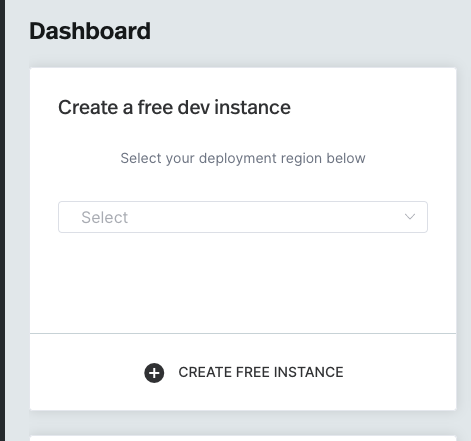 Dashboard
Create a free dev instance
Select your deployment region below
Select
CREATE FREE INSTANCE